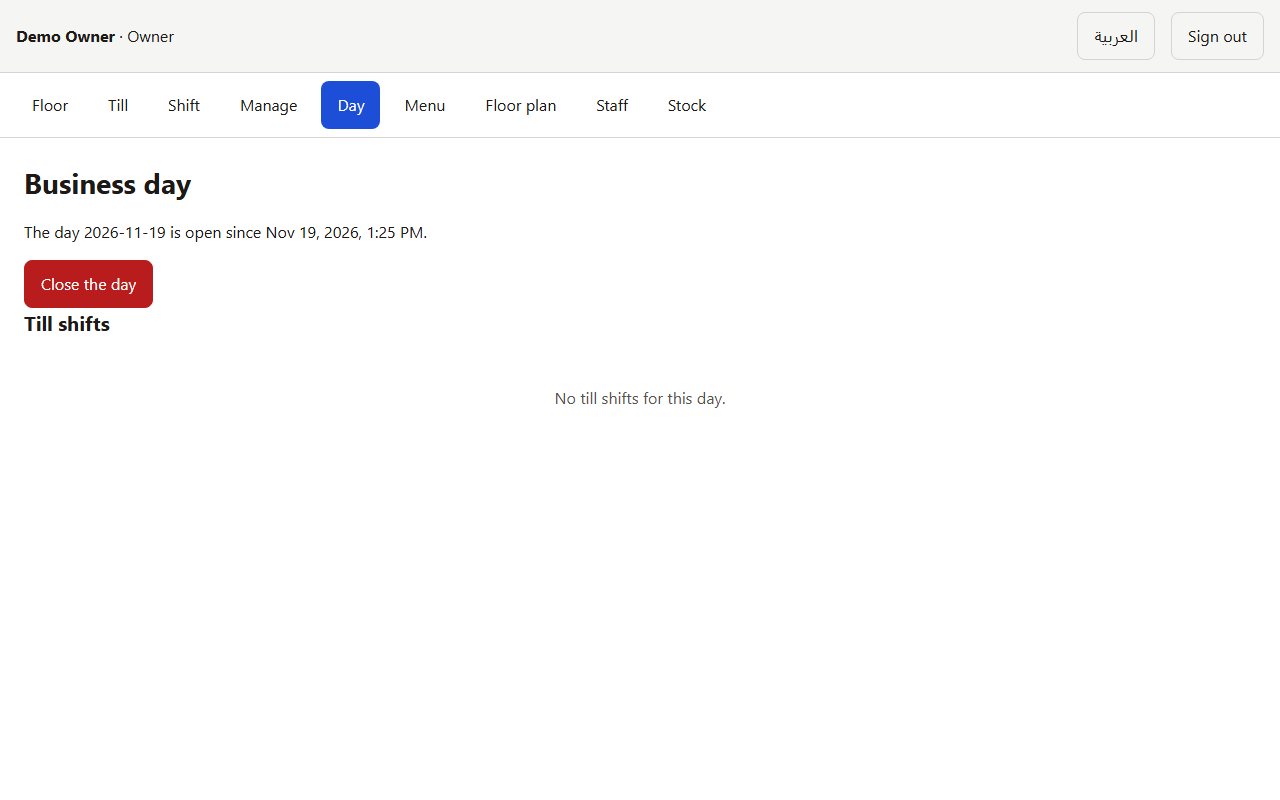 Demo Owner · Owner
العربية
Sign out
Floor
Till
Shift
Manage
Day
Menu
Floor plan
Staff
Stock
Business day
The day 2026-11-19 is open since Nov 19, 2026, 1:25 PM.
Close the day
Till shifts
No till shifts for this day.